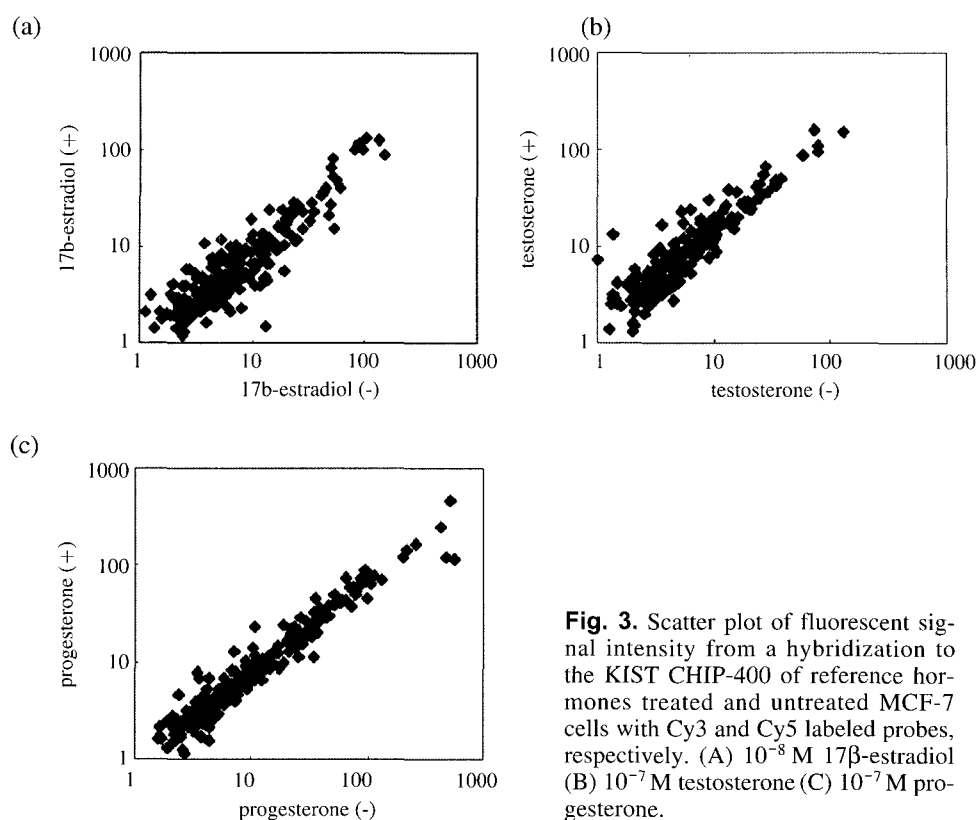 (a)
1000
100
10
1
1
10
100
1000
17b-estradiol (+)
17b-estradiol (-)
(b)
1000
100
10
1
1
10
100
1000
testosterone (+)
testosterone (-)
(c)
1000
100
10
1
1
10
100
1000
progesterone (+)
progesterone (-)
Fig. 3. Scatter plot of fluorescent sig-
nal intensity from a hybridization to
the KIST CHIP-400 of reference hor-
mones treated and untreated MCF-7
cells with Cy3 and Cy5 labeled probes,
respectively. (A) 10⁻⁸ M 17β-estradiol
(B) 10⁻⁷ M testosterone (C) 10⁻⁷ M pro-
gesterone.